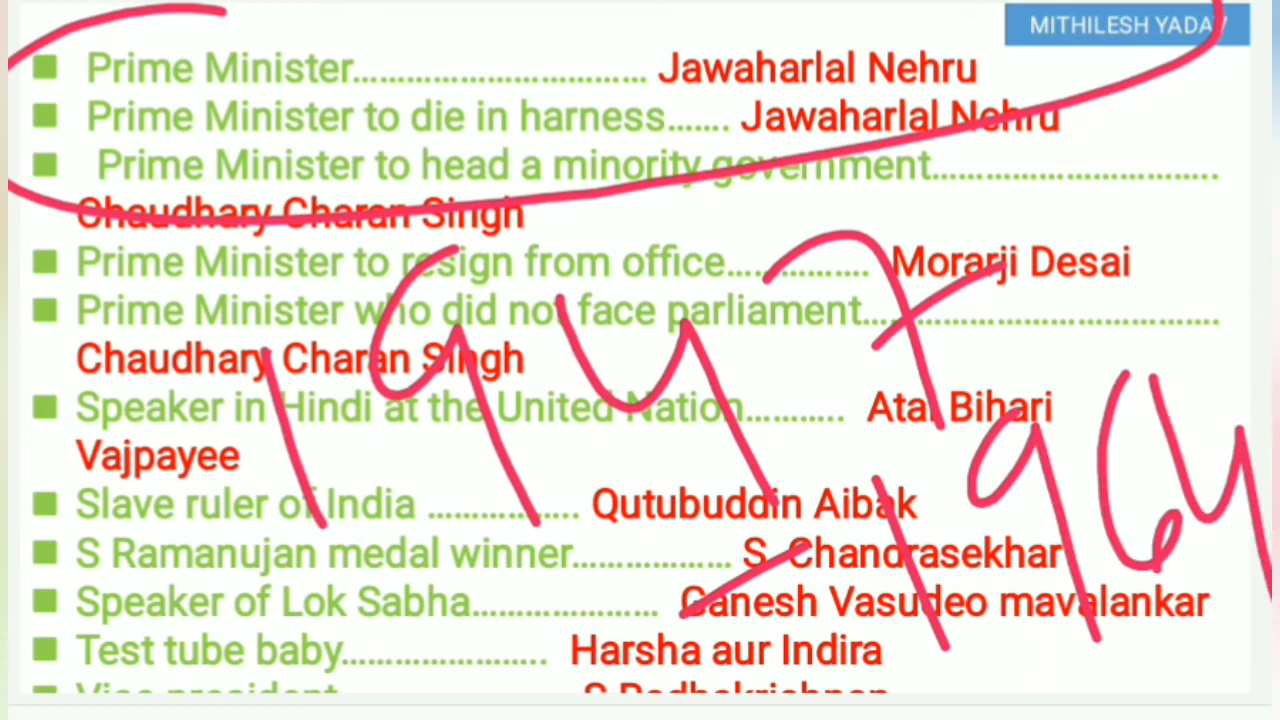 MITHILESH YADAV
Prime Minister................................ Jawaharlal Nehru
Prime Minister to die in harness....... Jawaharlal Nehru
Prime Minister to head a minority government................................
Chaudhary Charan Singh
Prime Minister to resign from office................ Morarji Desai
Prime Minister who did not face parliament.......................................
Chaudhary Charan Singh
Speaker in Hindi at the United Nation........... Atal Bihari
Vajpayee
Slave ruler of India ................. Qutubuddin Aibak
S Ramanujan medal winner.................. S. Chandrasekhar
Speaker of Lok Sabha..................... Ganesh Vasudeo mavalankar
Test tube baby....................... Harsha aur Indira
Vice president......................... S Radhakrishnan
1947
-1964